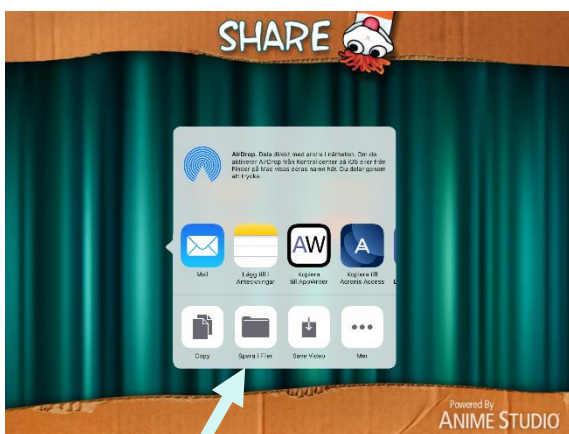 SHARE
AirDrop. Dela direkt med andra i närheten. Om de
aktiverar AirDrop från Kontrollcenter på iOS eller från
Finder på Mac visas deras namn här. Du delar genom
att trycka.
Mail
Lägg till i
Anteckningar
AW
Kopiera
till AppWriter
A
Kopiera till
Acronis Access
Copy
Spara i Filer
Save Video
Mer
Powered By
ANIME STUDIO